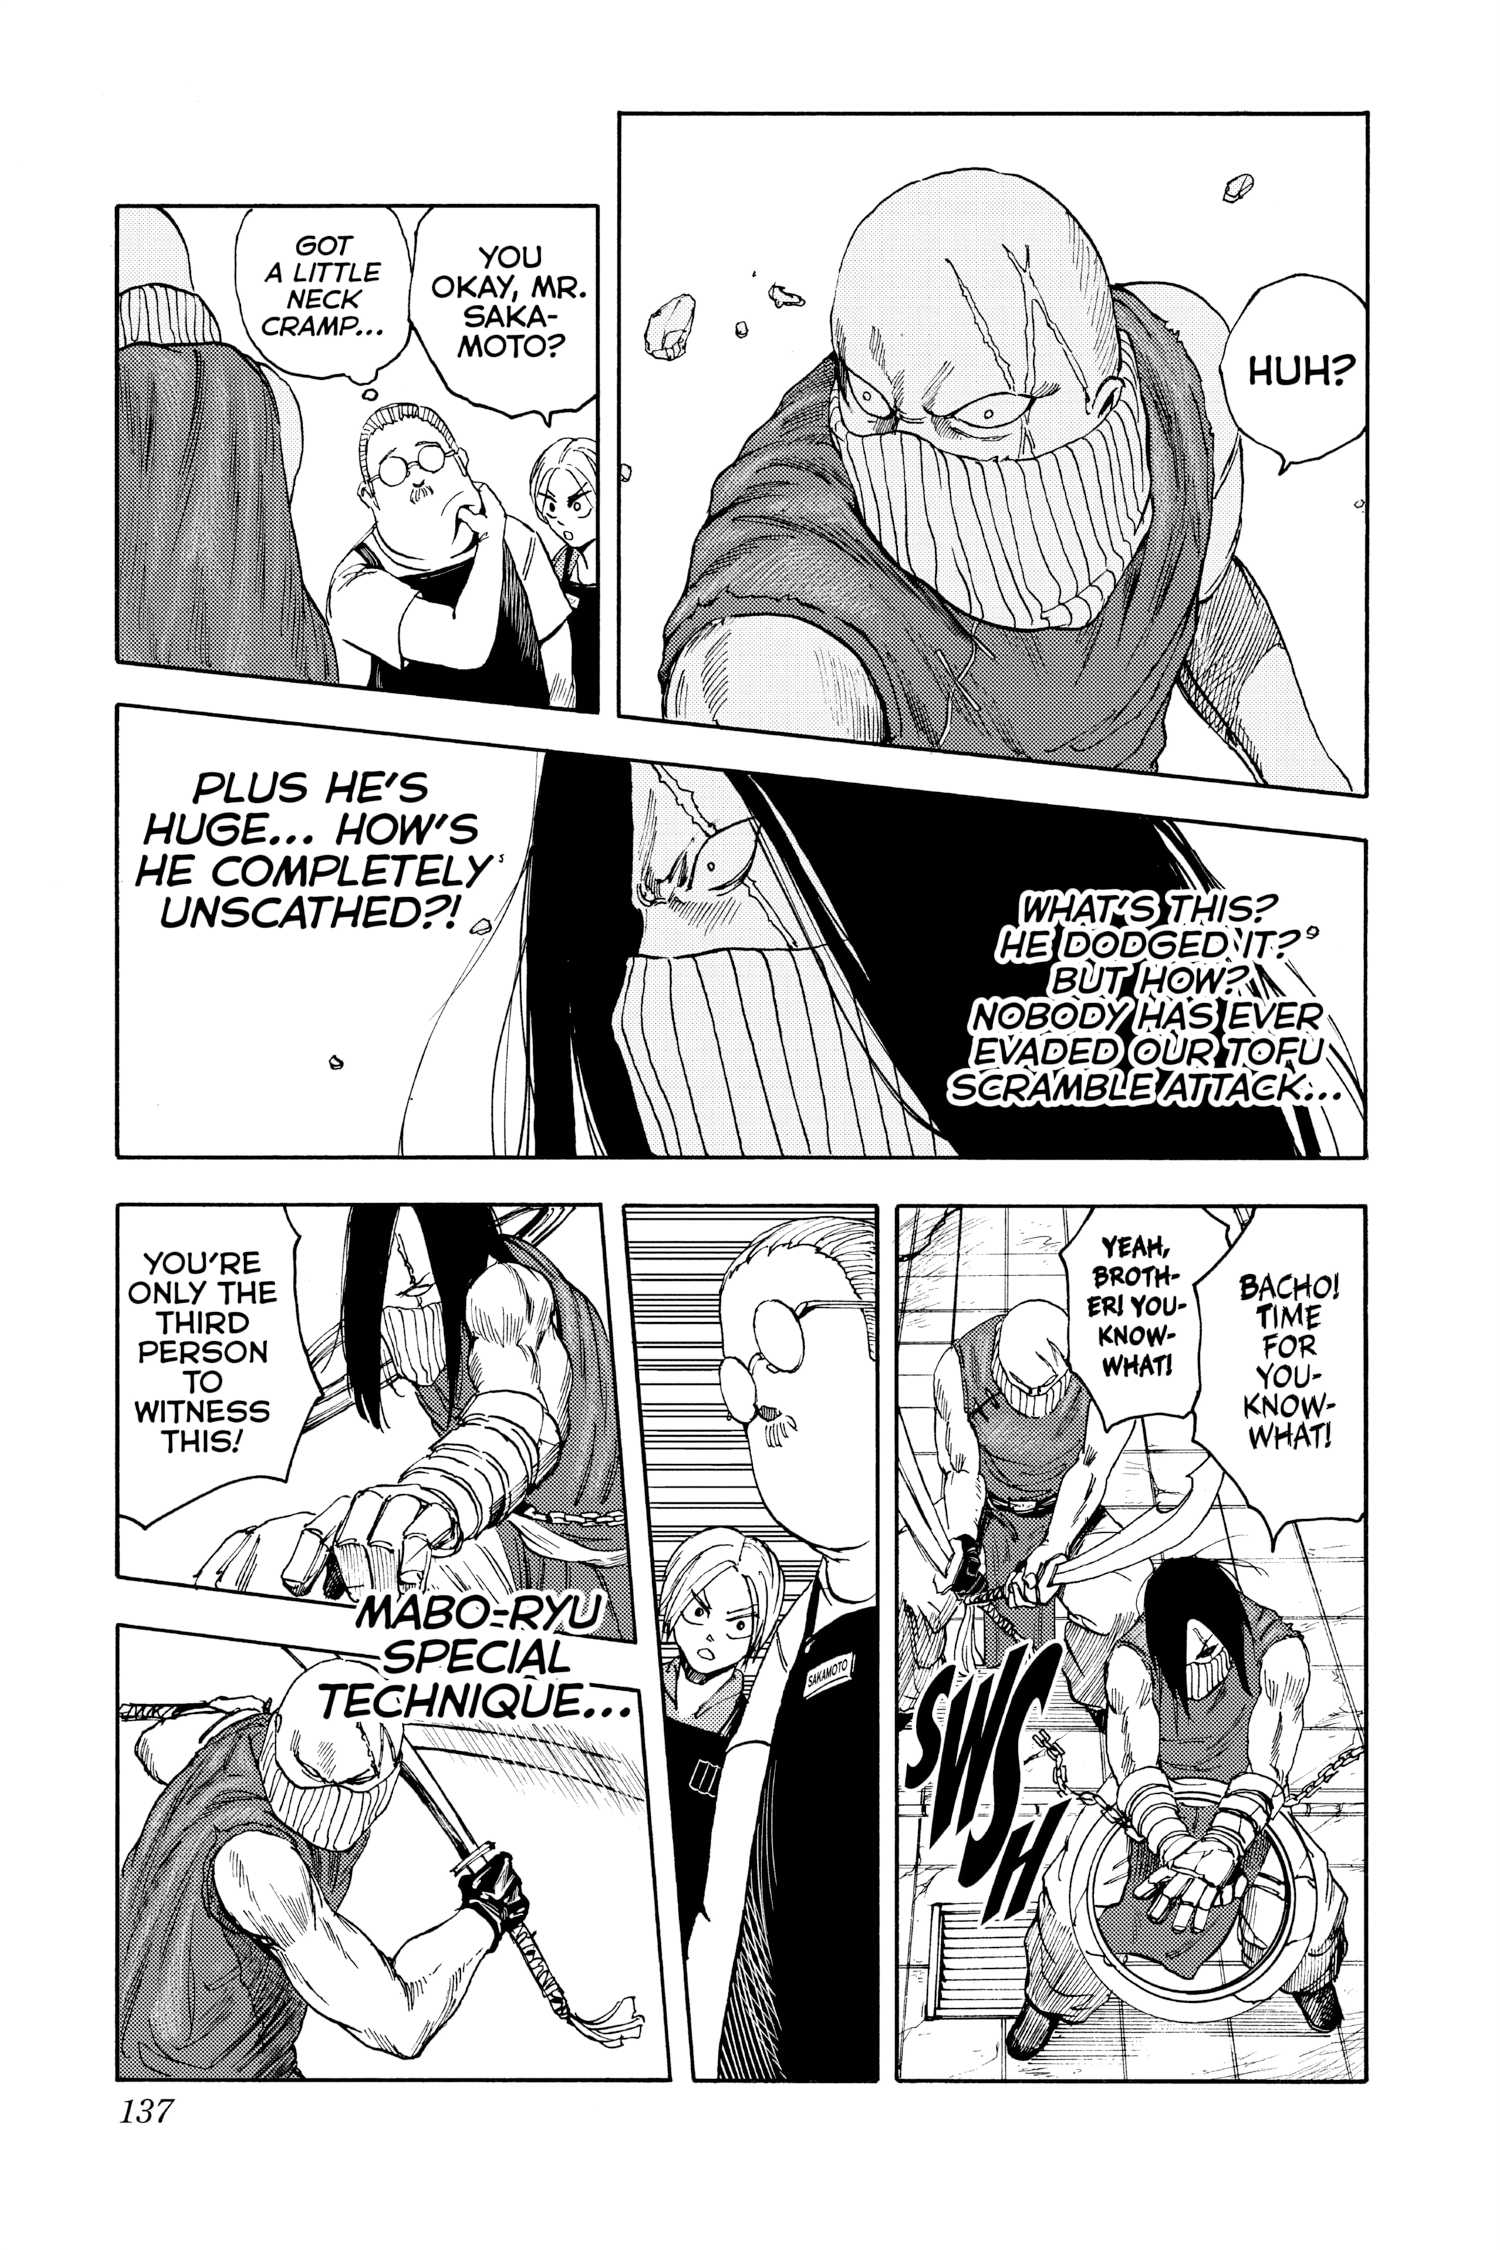 HUH?
YOU
OKAY, MR.
SAKA-
MOTO?
GOT
A LITTLE
NECK
CRAMP...
WHAT'S THIS?
HE DODGED IT?
BUT HOW?
NOBODY HAS EVER
EVADED OUR TOFU
SCRAMBLE ATTACK...
PLUS HE'S
HUGE... HOW'S
HE COMPLETELY
UNSCATHED?!
BACHO!
TIME
FOR
YOU-
KNOW-
WHAT!
YEAH,
BROTH-
ER! YOU-
KNOW-
WHAT!
SWSH
SAKAMOTO
YOU'RE
ONLY THE
THIRD
PERSON
TO
WITNESS
THIS!
MABO-RYU
SPECIAL
TECHNIQUE...
137